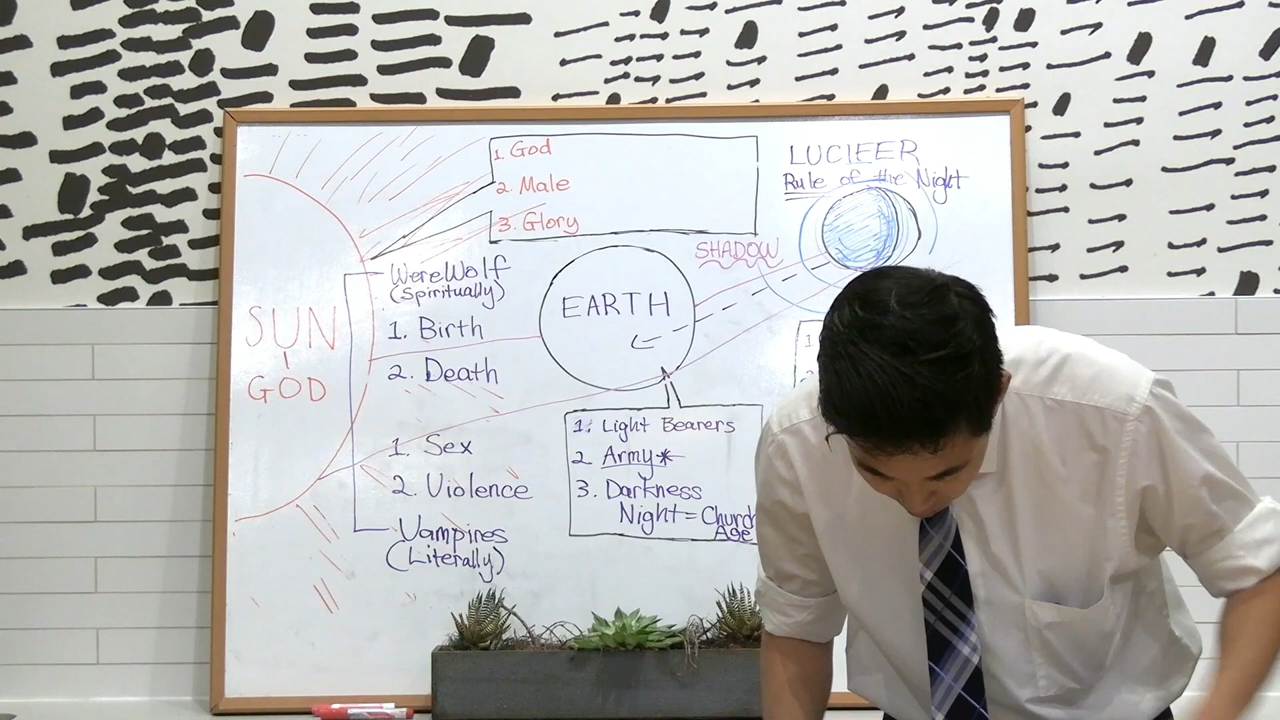 1. God
2. Male
3. Glory
LUCIFER
Rule of the Night
SHADOW
SUN
GOD
WereWolf
(Spiritually)
1. Birth
2. Death
1. Sex
2. Violence
Vampires
(Literally)
EARTH
1. Light Bearers
2. Army*
3. Darkness
Night = Church
Age
1